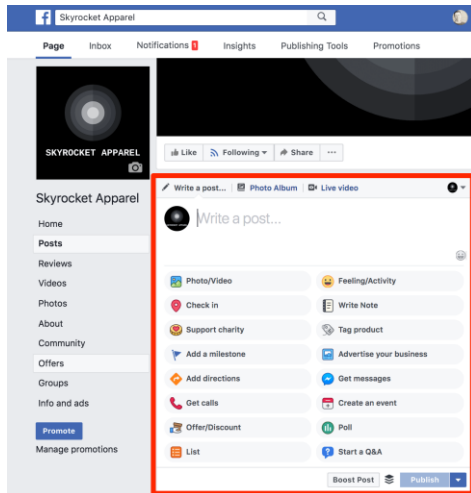 Skyrocket Apparel
Page Inbox Notifications 1 Insights Publishing Tools Promotions
SKYROCKET APPAREL
Like Following Share ...
Skyrocket Apparel
Home
Posts
Reviews
Videos
Photos
About
Community
Offers
Groups
Info and ads
Promote
Manage promotions
Write a post... Photo Album Live video
Write a post...
Photo/Video Feeling/Activity
Check in Write Note
Support charity Tag product
Add a milestone Advertise your business
Add directions Get messages
Get calls Create an event
Offer/Discount Poll
List Start a Q&A
Boost Post Publish